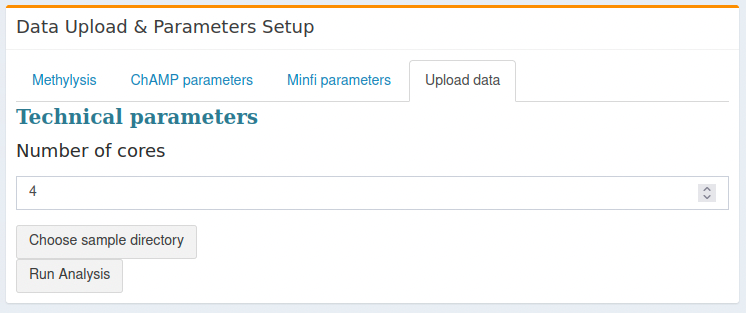 Data Upload & Parameters Setup
Methylysis ChAMP parameters Minfi parameters Upload data
Technical parameters
Number of cores
4
Choose sample directory
Run Analysis